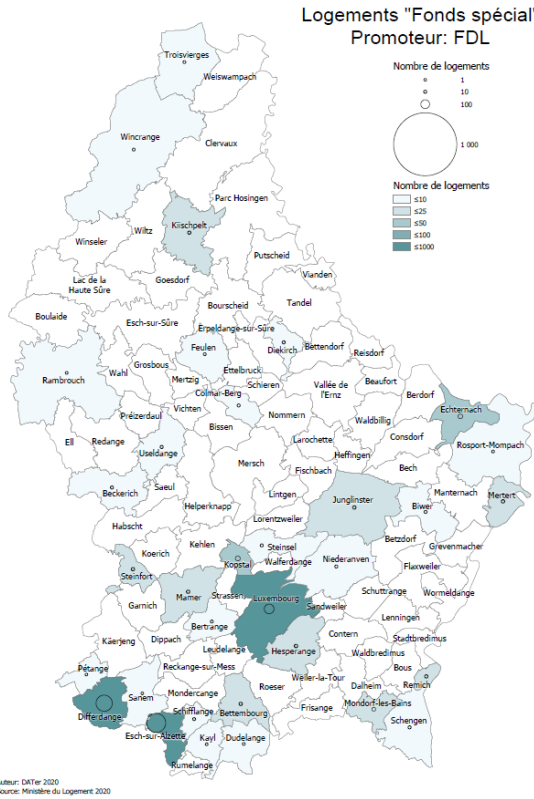 Logements "Fonds spécial"
Promoteur: FDL
Nombre de logements
1
10
100
1 000
Nombre de logements
≤10
≤25
≤50
≤100
≤1000
Troisvierges
Weiswampach
Wincrange
Clervaux
Parc Hosingen
Kiischpelt
Wiltz
Winseler
Putscheid
Lac de la
Haute Sûre
Goesdorf
Vianden
Bourscheid
Tandel
Boulaide
Esch-sur-Sûre
Erpeldange-sur-Sûre
Feulen
Diekirch
Bettendorf
Reisdorf
Rambrouch
Wahl
Grosbous
Mertzig
Ettelbruck
Schieren
Colmar-Berg
Vallée de
l'Ernz
Beaufort
Berdorf
Echternach
Préizerdaul
Vichten
Bissen
Nommern
Waldbillig
Consdorf
Rosport-Mompach
Ell
Redange
Useldange
Larochette
Heffingen
Mersch
Fischbach
Bech
Beckerich
Saeul
Lintgen
Junglinster
Manternach
Mertert
Biwer
Helperknapp
Habscht
Lorentzweiler
Betzdorf
Grevenmacher
Kehlen
Koerich
Steinsel
Kopstal
Walferdange
Niederanven
Flaxweiler
Steinfort
Mamer
Strassen
Luxembourg
Sandweiler
Schuttrange
Wormeldange
Garnich
Bertrange
Lenningen
Contern
Stadtbredimus
Käerjeng
Dippach
Leudelange
Hesperange
Waldbredimus
Bous
Pétange
Reckange-sur-Mess
Weiler-la-Tour
Remich
Sanem
Mondercange
Roeser
Dalheim
Mondorf-les-Bains
Differdange
Schifflange
Bettembourg
Frisange
Schengen
Esch-sur-Alzette
Kayl
Dudelange
Rumelange
uteur: DATer 2020
ource: Ministère du Logement 2020